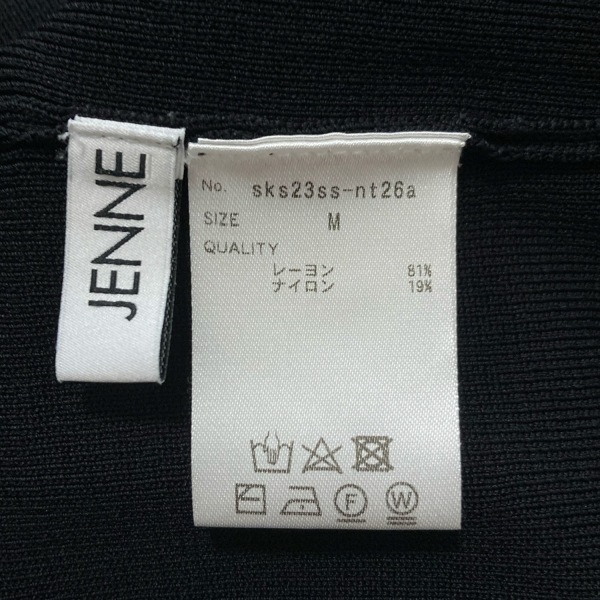 JENNE
No. sks23ss-nt26a
SIZE M
QUALITY
レーヨン 81%
ナイロン 19%
F
W